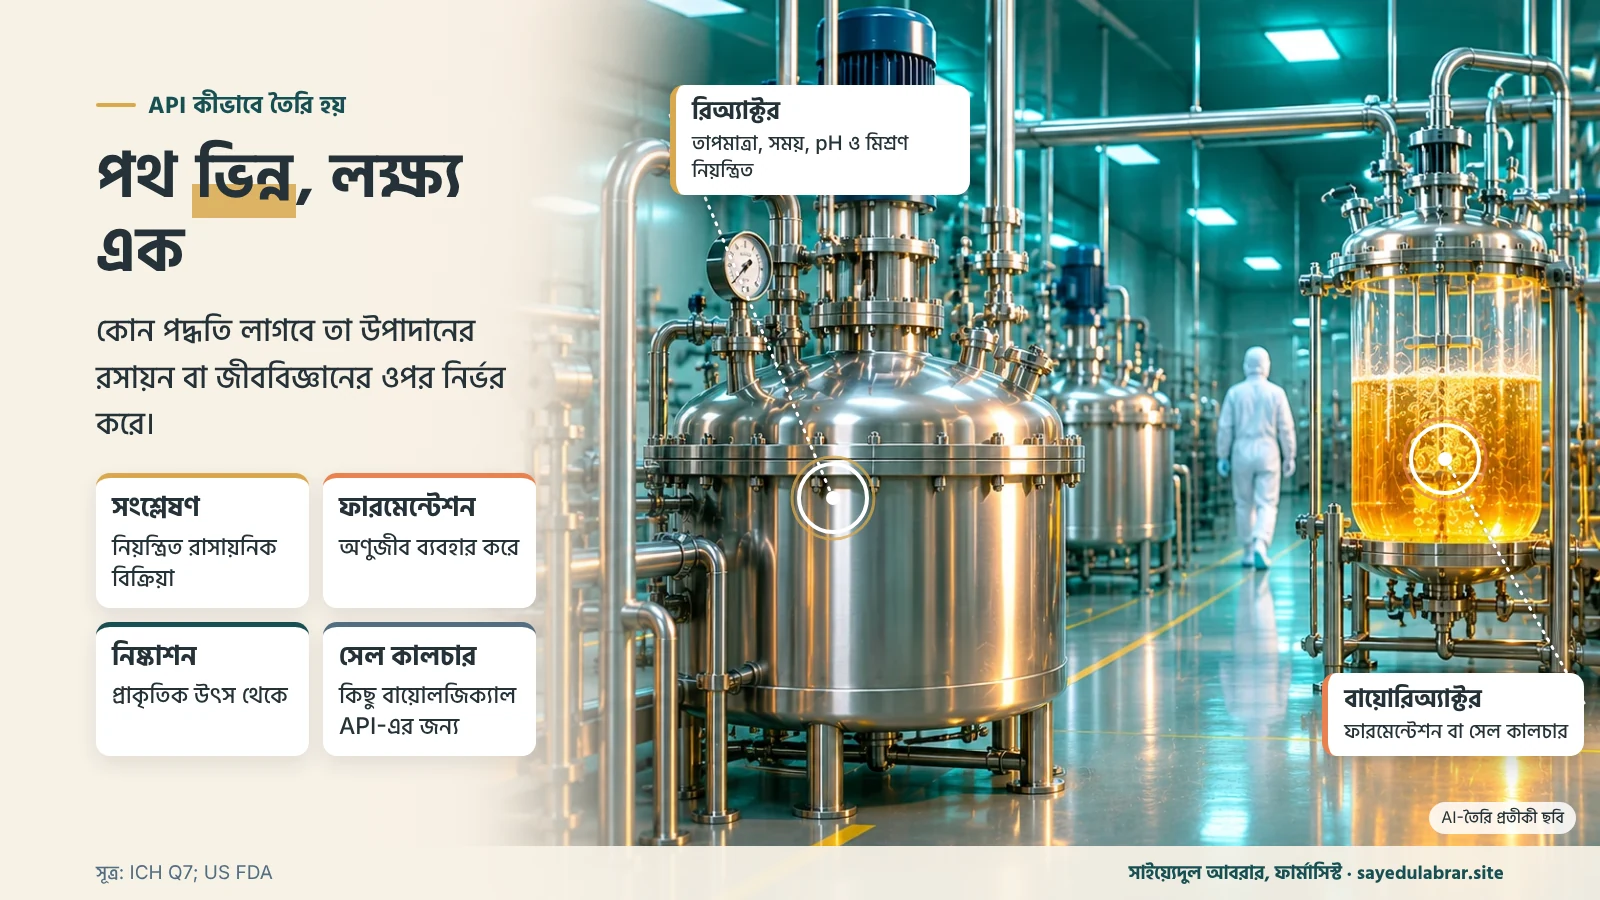 API কীভাবে তৈরি হয়
পথ ভিন্ন, লক্ষ্য
এক
কোন পদ্ধতি লাগবে তা উপাদানের
রসায়ন বা জীববিজ্ঞানের ওপর নির্ভর
করে।
সংশ্লেষণ
নিয়ন্ত্রিত রাসায়নিক
বিক্রিয়া
ফারমেন্টেশন
অণুজীব ব্যবহার করে
নিষ্কাশন
প্রাকৃতিক উৎস থেকে
সেল কালচার
কিছু বায়োলজিক্যাল
API-এর জন্য
রিঅ্যাক্টর
তাপমাত্রা, সময়, pH ও মিশ্রণ
নিয়ন্ত্রিত
বায়োরিঅ্যাক্টর
ফারমেন্টেশন বা সেল কালচার
AI-তৈরি প্রতীকী ছবি
সূত্র: ICH Q7; US FDA
সাইয়্যেদুল আবরার, ফার্মাসিস্ট · sayedulabrar.site